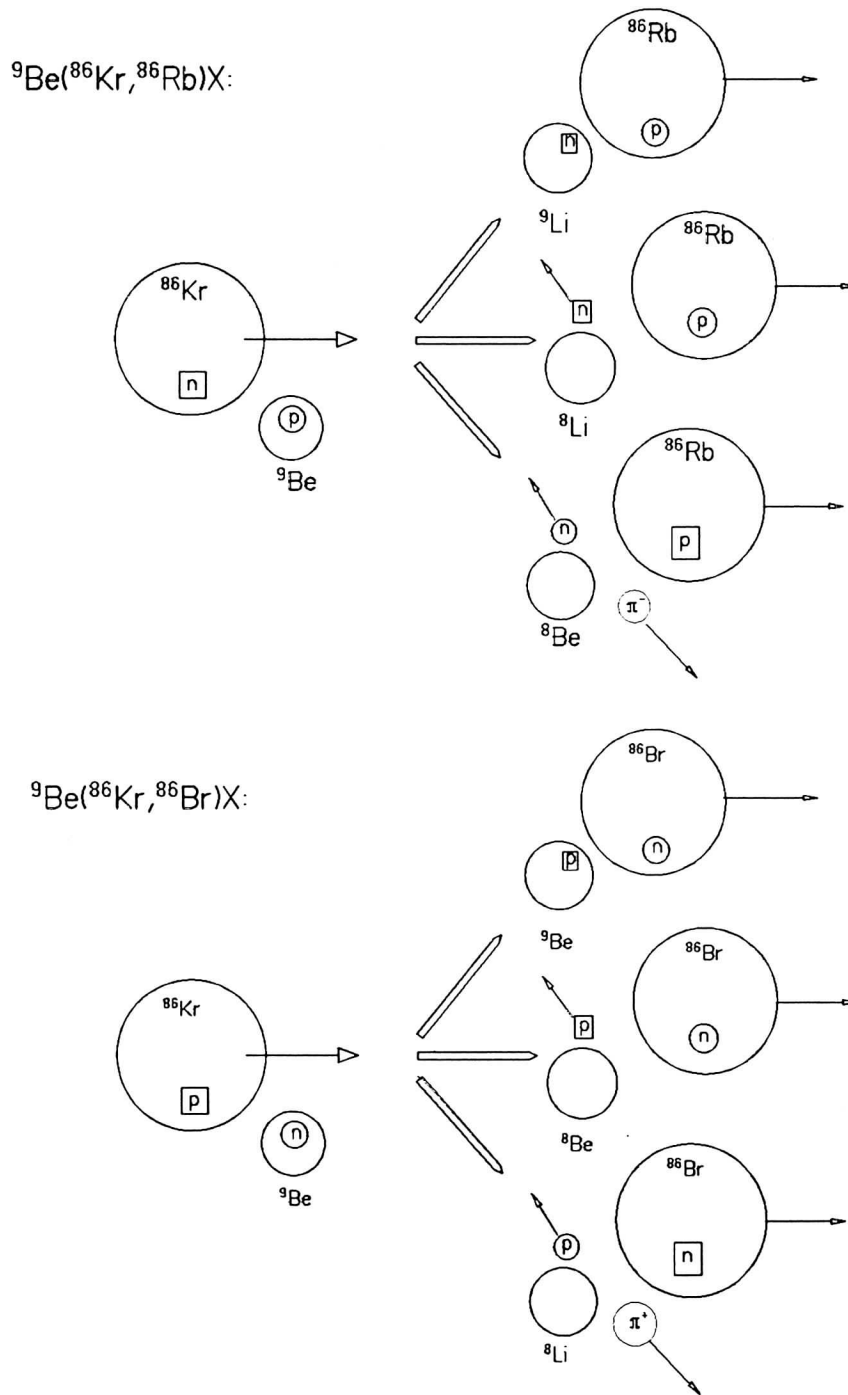 ⁹Be(⁸⁶Kr,⁸⁶Rb)X:
⁸⁶Rb
p
n
⁹Li
⁸⁶Rb
p
n
⁸Li
⁸⁶Kr
n
p
⁹Be
⁸⁶Rb
p
n
⁸Be
π⁻
⁹Be(⁸⁶Kr,⁸⁶Br)X:
⁸⁶Br
n
p
⁹Be
⁸⁶Br
n
p
⁸Be
⁸⁶Kr
p
n
⁹Be
⁸⁶Br
n
p
⁸Li
π⁺